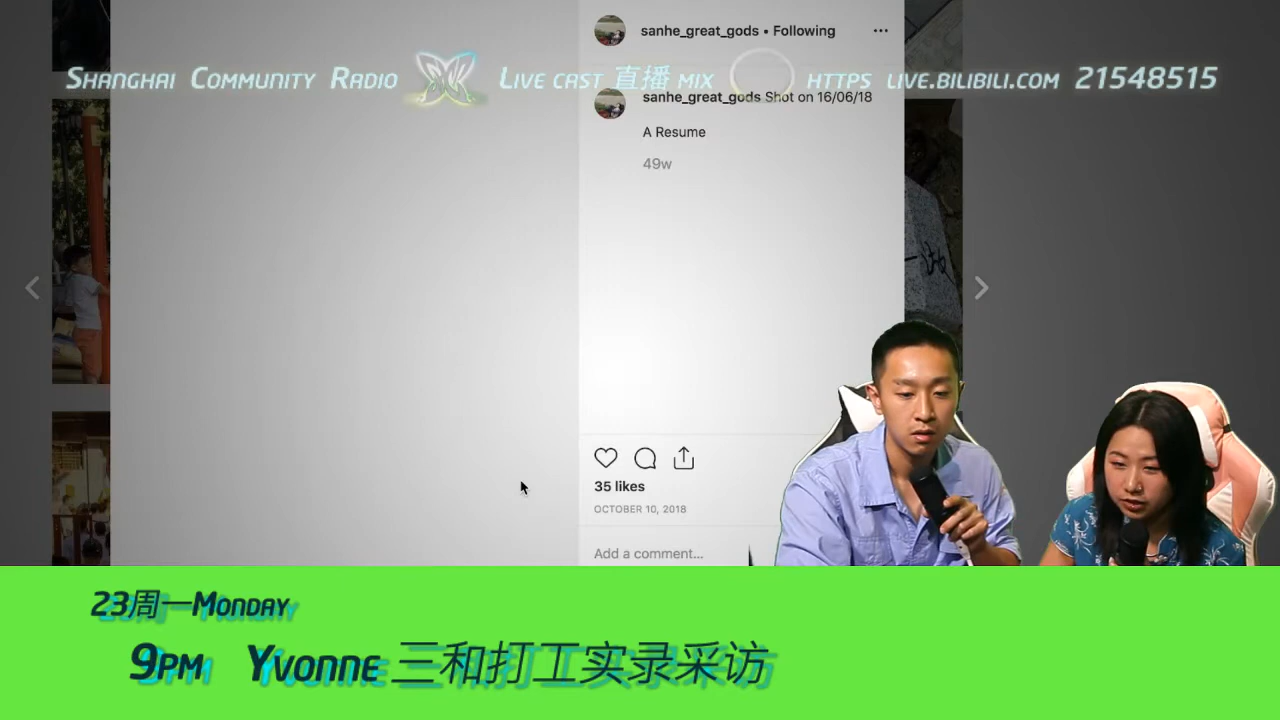 sanhe_great_gods • Following
SHANGHAI COMMUNITY RADIO LIVE CAST 直播 MIX HTTPS LIVE.BILIBILI.COM 21548515
sanhe_great_gods Shot on 16/06/18
A Resume
49w
35 likes
OCTOBER 10, 2018
Add a comment...
23周一MONDAY
9PM YVONNE 三和打工实录采访